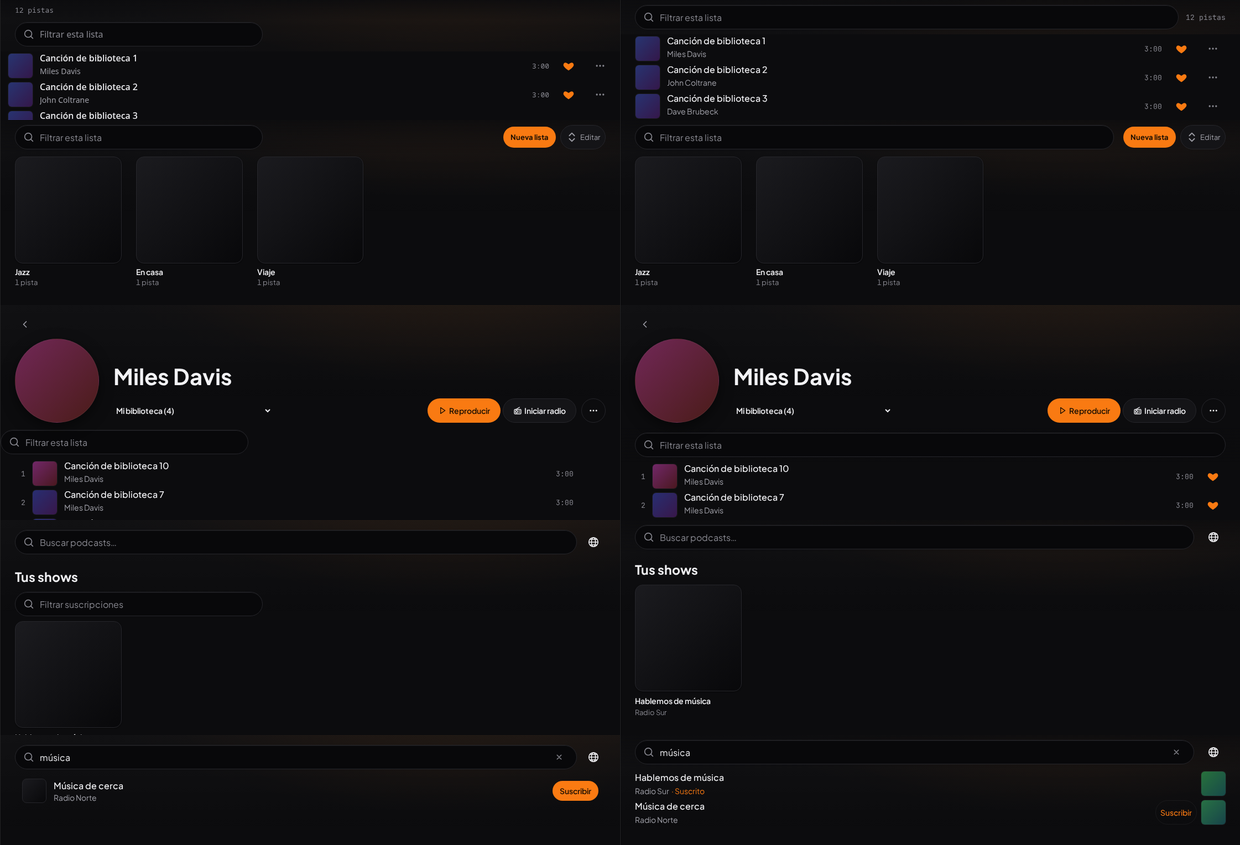 12 pistas
Filtrar esta lista
Canción de biblioteca 1
Miles Davis
3:00
Canción de biblioteca 2
John Coltrane
3:00
Canción de biblioteca 3
Filtrar esta lista
Nueva lista
Editar
Jazz
1 pista
En casa
1 pista
Viaje
1 pista
Miles Davis
Mi biblioteca (4)
Reproducir
Iniciar radio
Filtrar esta lista
1
Canción de biblioteca 10
Miles Davis
3:00
2
Canción de biblioteca 7
Miles Davis
3:00
Buscar podcasts...
Tus shows
Filtrar suscripciones
música
Música de cerca
Radio Norte
Suscribir
Filtrar esta lista
12 pistas
Canción de biblioteca 1
Miles Davis
3:00
Canción de biblioteca 2
John Coltrane
3:00
Canción de biblioteca 3
Dave Brubeck
3:00
Filtrar esta lista
Nueva lista
Editar
Jazz
1 pista
En casa
1 pista
Viaje
1 pista
Miles Davis
Mi biblioteca (4)
Reproducir
Iniciar radio
Filtrar esta lista
1
Canción de biblioteca 10
Miles Davis
3:00
2
Canción de biblioteca 7
Miles Davis
3:00
Buscar podcasts...
Tus shows
Hablemos de música
Radio Sur
música
Hablemos de música
Radio Sur · Suscrito
Música de cerca
Radio Norte
Suscribir